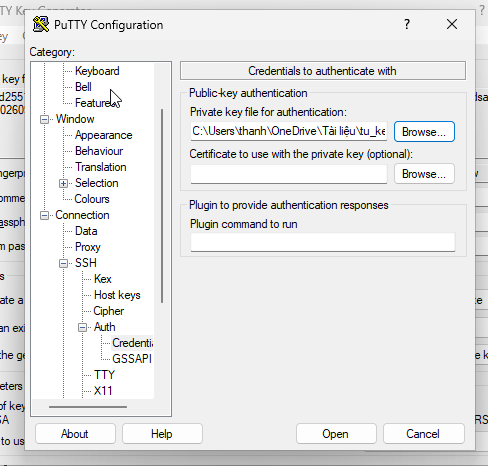 PuTTY Configuration
?
Category:
Keyboard
Bell
Features
Window
Appearance
Behaviour
Translation
Selection
Colours
Connection
Data
Proxy
SSH
Kex
Host keys
Cipher
Auth
Credentia
GSSAPI
TTY
X11
Credentials to authenticate with
Public-key authentication
Private key file for authentication:
C:\Users\thanh\OneDrive\Tài liệu\tu_ke
Browse...
Certificate to use with the private key (optional):
Browse...
Plugin to provide authentication responses
Plugin command to run
About
Help
Open
Cancel